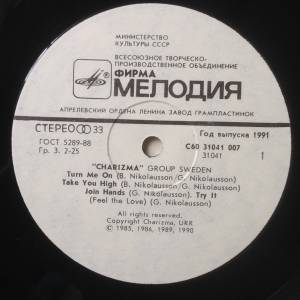 МИНИСТЕРСТВО
КУЛЬТУРЫ СССР
ВСЕСОЮЗНОЕ ТВОРЧЕСКО-
ПРОИЗВОДСТВЕННОЕ ОБЪЕДИНЕНИЕ
ФИРМА
МЕЛОДИЯ
АПРЕЛЕВСКИЙ ОРДЕНА ЛЕНИНА ЗАВОД ГРАМПЛАСТИНОК
СТЕРЕО 33
Год выпуска 1991
ГОСТ 5289-88
С60 31041 007
Гр. 3. 2-25
31041 1
"CHARIZMA" GROUP SWEDEN
Turn Me On (B. Nikolausson/G. Nikolausson)
Take You High (B. Nikolausson/G. Nikolausson)
Join Hands (G. Nikolausson). Try It
(Feel the Love) (G. Nikolausson)
All rights reserved.
Copyright Charizma, URR
© 1985, 1986, 1989, 1990